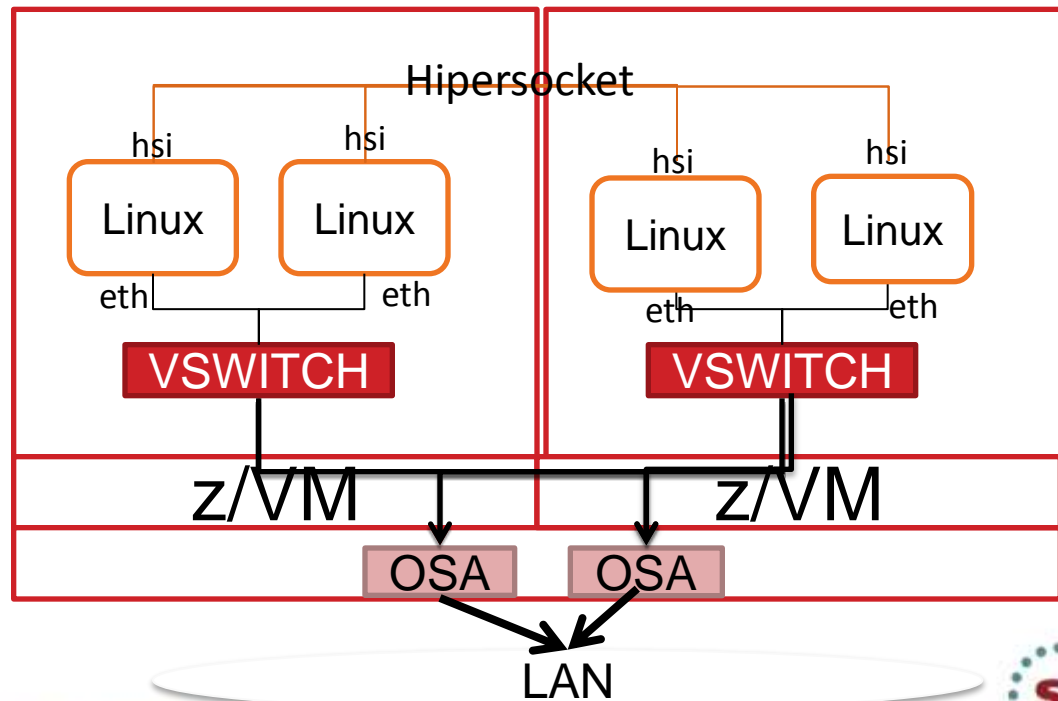 Hipersocket
hsi
hsi
hsi
hsi
Linux
Linux
Linux
Linux
eth
eth
eth
eth
VSWITCH
VSWITCH
z/VM
z/VM
OSA
OSA
LAN